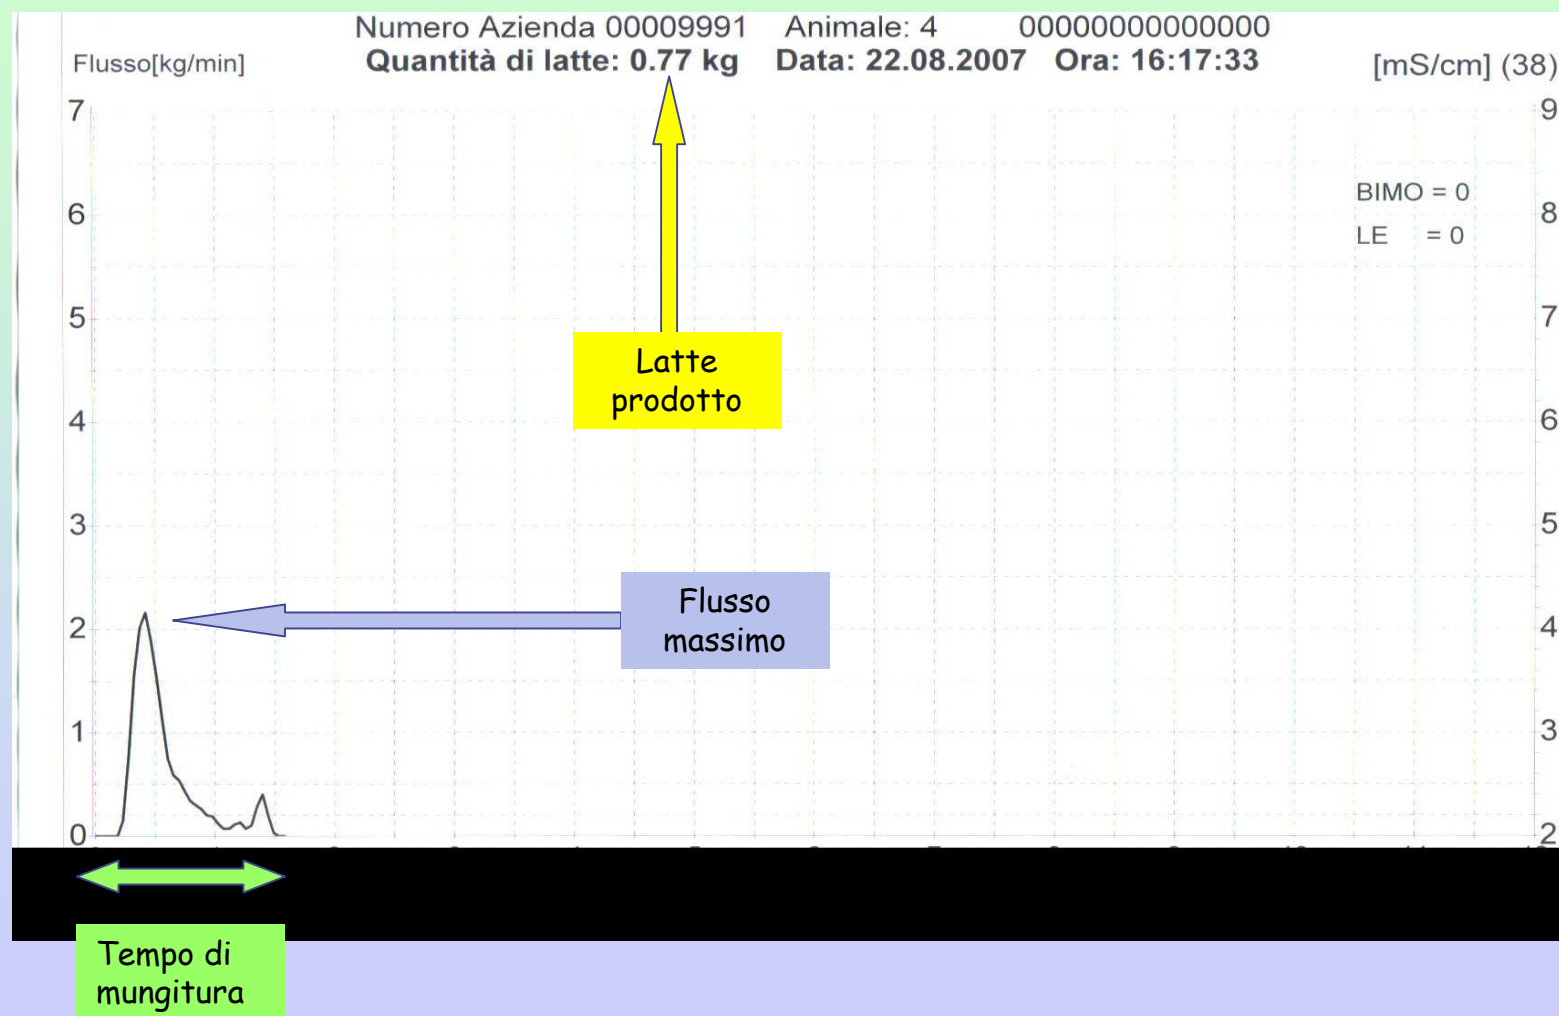 Numero Azienda 00009991 Animale: 4 00000000000000
Flusso[kg/min] Quantità di latte: 0.77 kg Data: 22.08.2007 Ora: 16:17:33 [mS/cm] (38)
7 9
BIMO = 0
6 8
LE = 0
5 7
Latte
prodotto
4 6
3 5
Flusso
massimo
2 4
1 3
0 2
Tempo di
mungitura